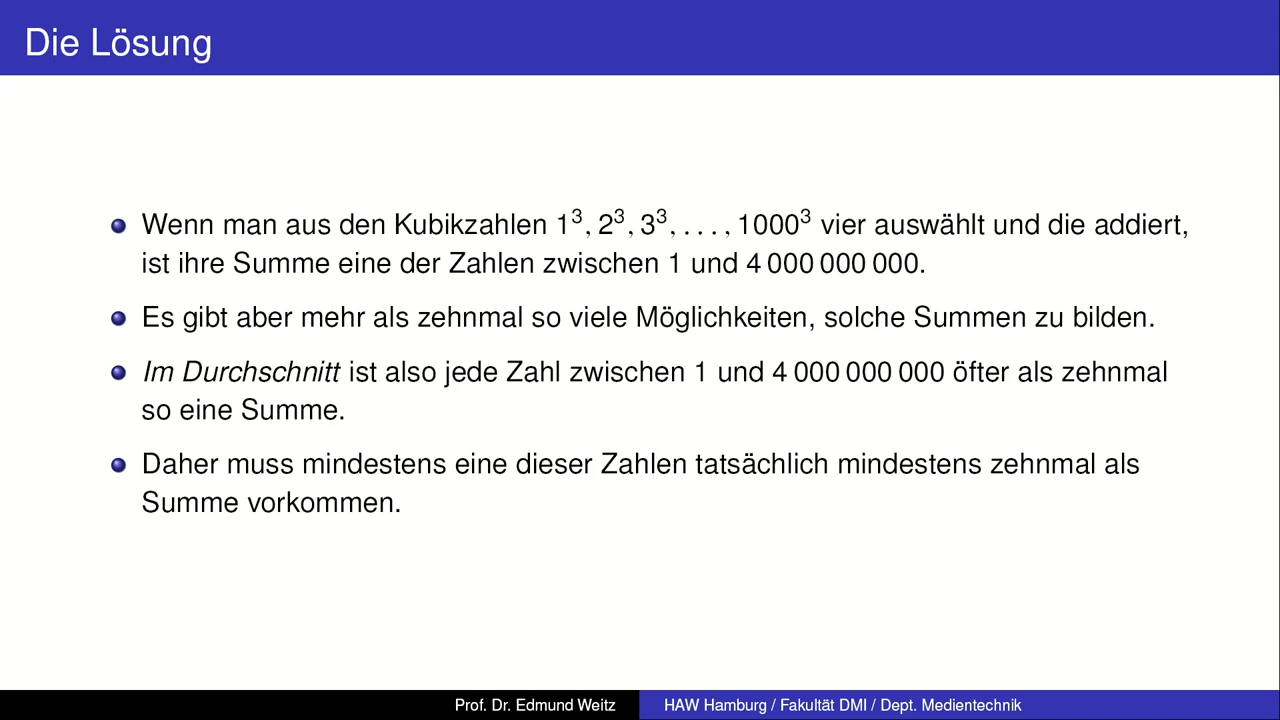 Die Lösung
Wenn man aus den Kubikzahlen 1³, 2³, 3³, . . . , 1000³ vier auswählt und die addiert,
ist ihre Summe eine der Zahlen zwischen 1 und 4 000 000 000.
Es gibt aber mehr als zehnmal so viele Möglichkeiten, solche Summen zu bilden.
Im Durchschnitt ist also jede Zahl zwischen 1 und 4 000 000 000 öfter als zehnmal
so eine Summe.
Daher muss mindestens eine dieser Zahlen tatsächlich mindestens zehnmal als
Summe vorkommen.
Prof. Dr. Edmund Weitz HAW Hamburg / Fakultät DMI / Dept. Medientechnik